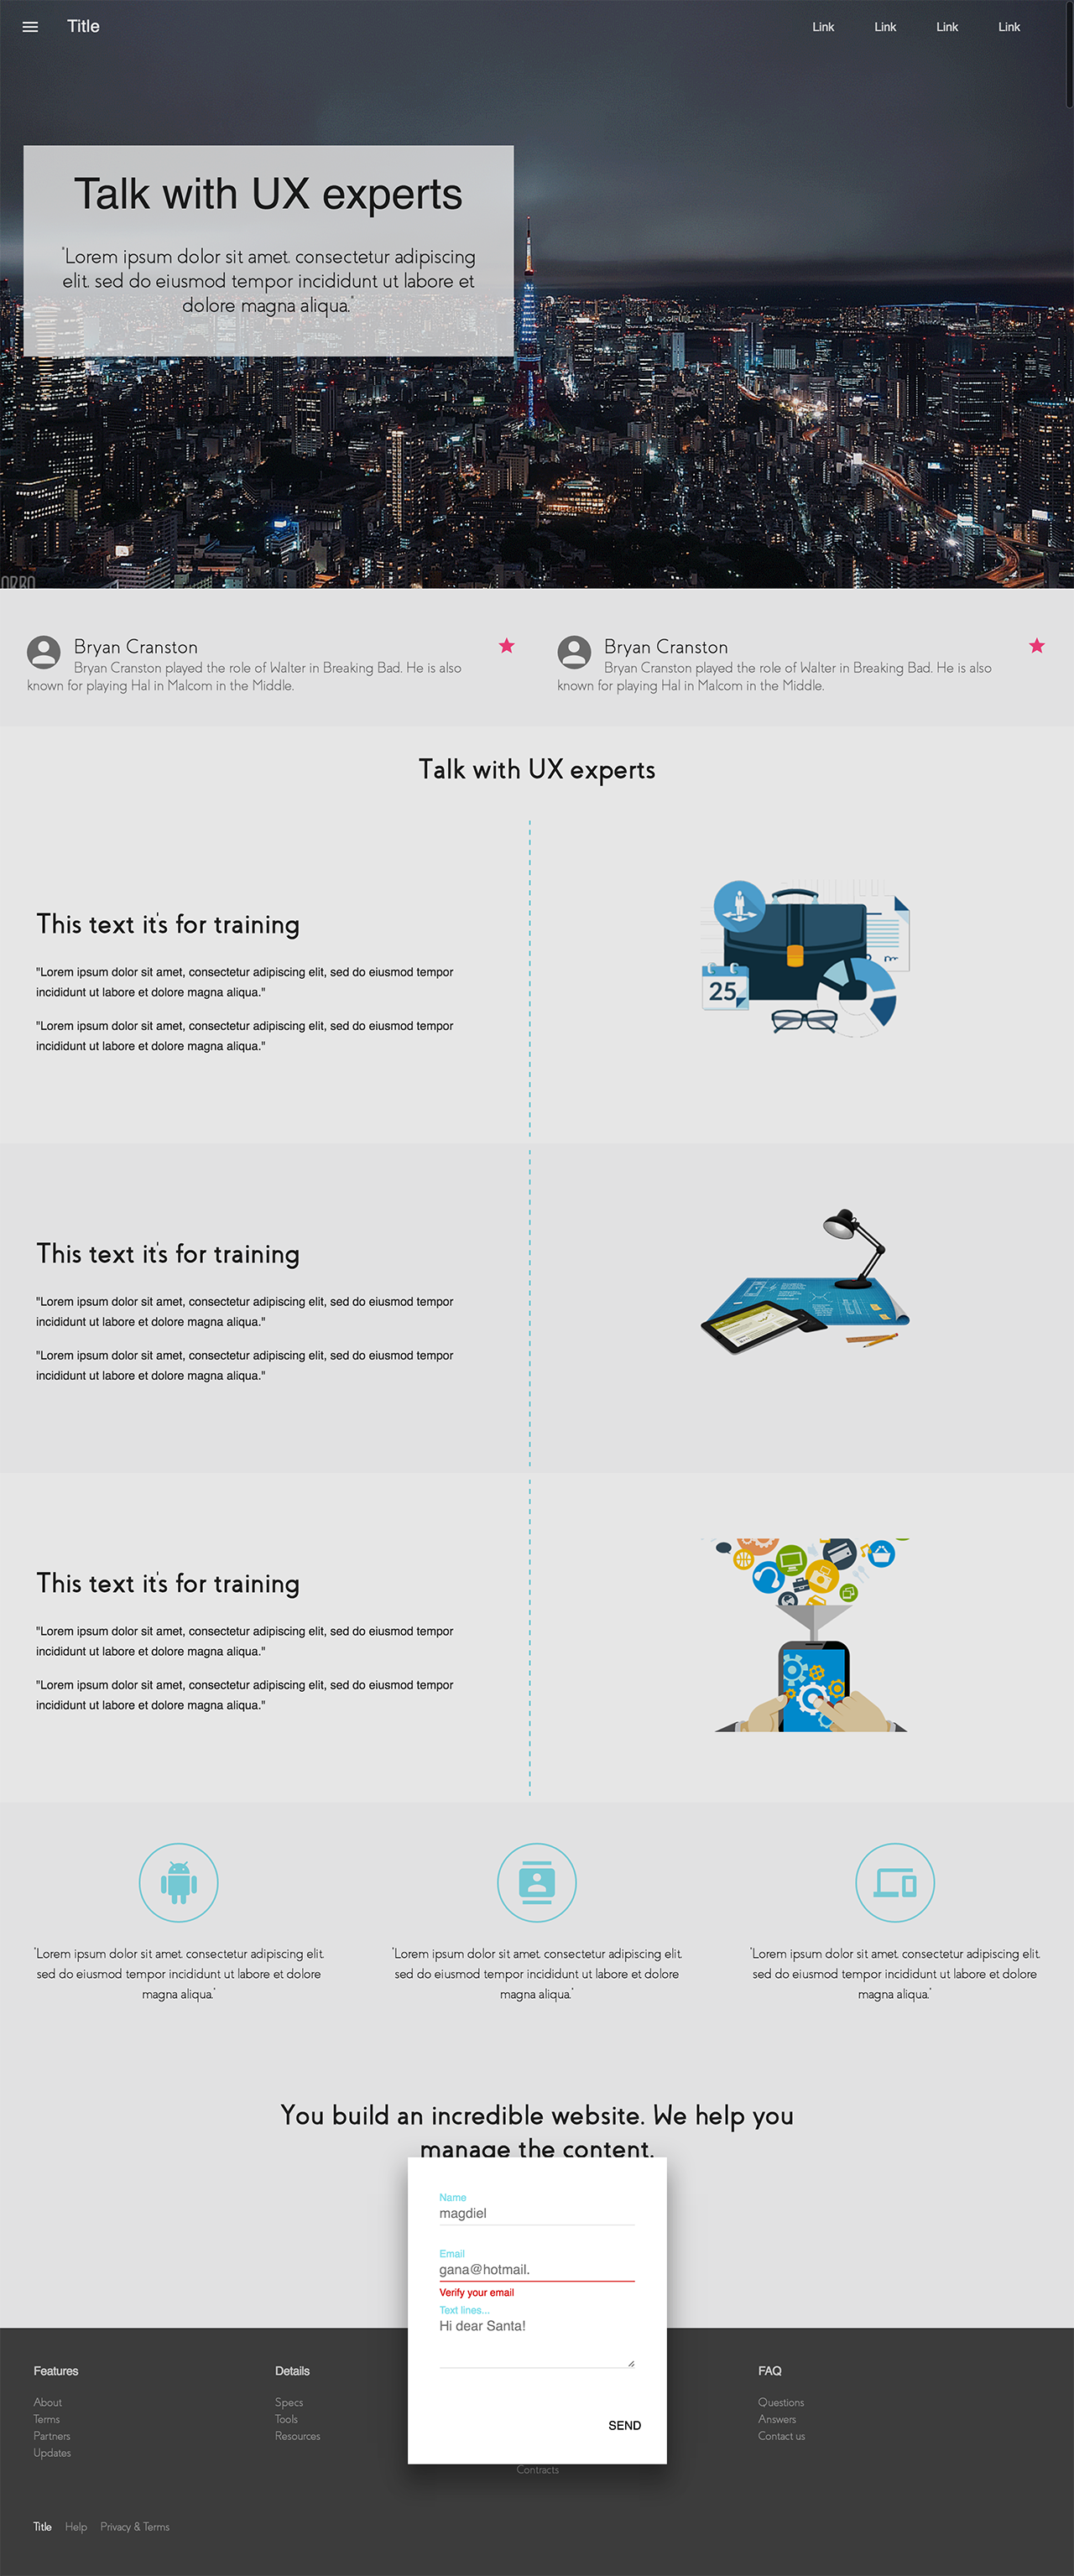 Title
Link Link Link Link
Talk with UX experts
"Lorem ipsum dolor sit amet, consectetur adipiscing
elit, sed do eiusmod tempor incididunt ut labore et
dolore magna aliqua."
ORBO
Bryan Cranston
Bryan Cranston played the role of Walter in Breaking Bad. He is also
known for playing Hal in Malcom in the Middle.
Bryan Cranston
Bryan Cranston played the role of Walter in Breaking Bad. He is also
known for playing Hal in Malcom in the Middle.
Talk with UX experts
This text it's for training
"Lorem ipsum dolor sit amet, consectetur adipiscing elit, sed do eiusmod tempor
incididunt ut labore et dolore magna aliqua."
"Lorem ipsum dolor sit amet, consectetur adipiscing elit, sed do eiusmod tempor
incididunt ut labore et dolore magna aliqua."
25
This text it's for training
"Lorem ipsum dolor sit amet, consectetur adipiscing elit, sed do eiusmod tempor
incididunt ut labore et dolore magna aliqua."
"Lorem ipsum dolor sit amet, consectetur adipiscing elit, sed do eiusmod tempor
incididunt ut labore et dolore magna aliqua."
This text it's for training
"Lorem ipsum dolor sit amet, consectetur adipiscing elit, sed do eiusmod tempor
incididunt ut labore et dolore magna aliqua."
"Lorem ipsum dolor sit amet, consectetur adipiscing elit, sed do eiusmod tempor
incididunt ut labore et dolore magna aliqua."
"Lorem ipsum dolor sit amet, consectetur adipiscing elit,
sed do eiusmod tempor incididunt ut labore et dolore
magna aliqua."
"Lorem ipsum dolor sit amet, consectetur adipiscing elit,
sed do eiusmod tempor incididunt ut labore et dolore
magna aliqua."
"Lorem ipsum dolor sit amet, consectetur adipiscing elit,
sed do eiusmod tempor incididunt ut labore et dolore
magna aliqua."
You build an incredible website. We help you
manage the content.
Name
magdiel
Email
gana@hotmail.
Verify your email
Text lines...
Hi dear Santa!
SEND
Features
About
Terms
Partners
Updates
Details
Specs
Tools
Resources
Contracts
FAQ
Questions
Answers
Contact us
Title Help Privacy & Terms